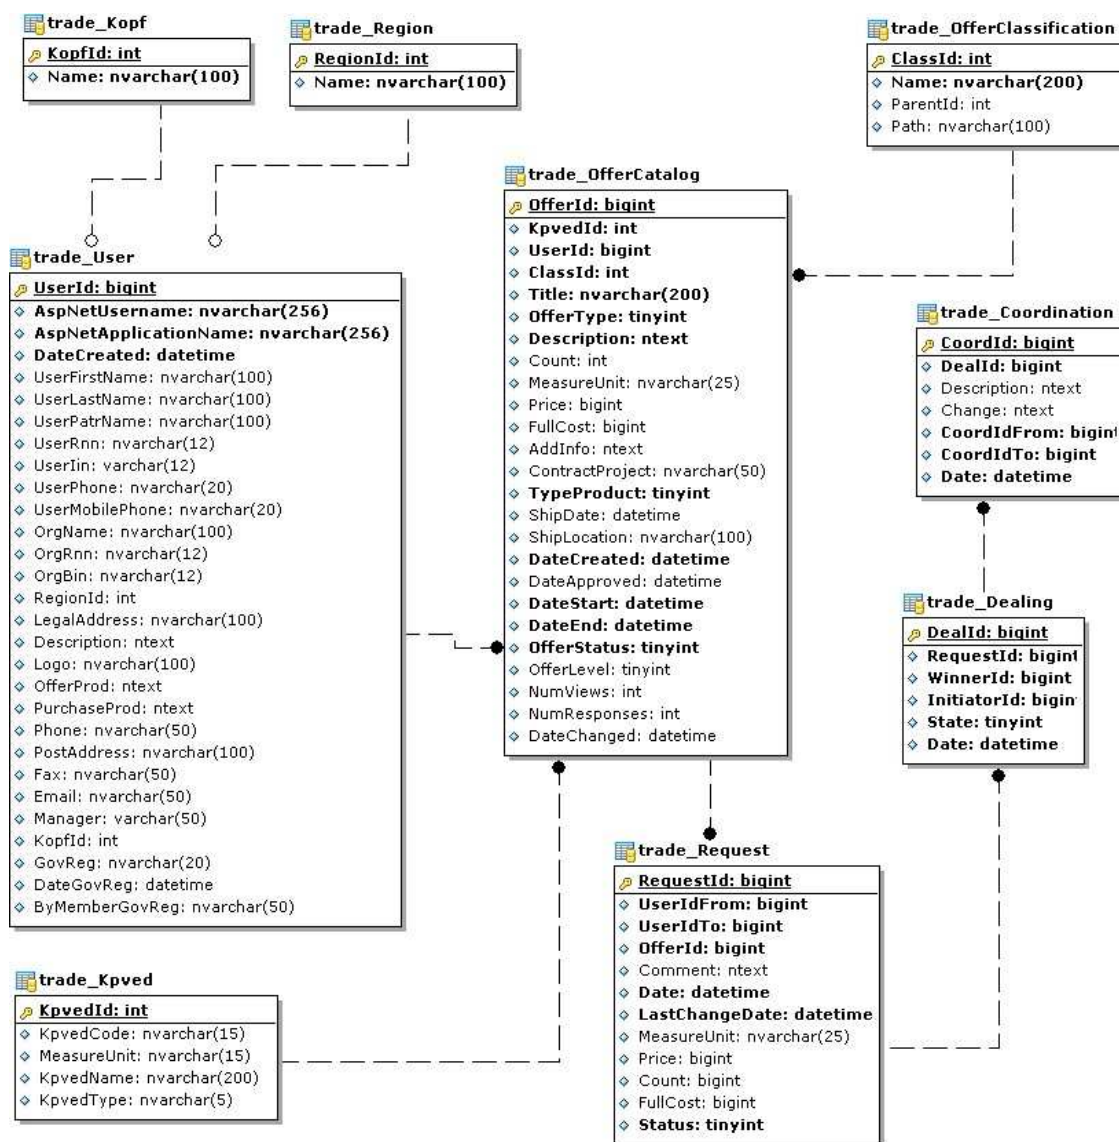 trade_Kopf
KopfId: int
Name: nvarchar(100)
trade_Region
RegionId: int
Name: nvarchar(100)
trade_OfferClassification
ClassId: int
Name: nvarchar(200)
ParentId: int
Path: nvarchar(100)
trade_User
UserId: bigint
AspNetUsername: nvarchar(256)
AspNetApplicationName: nvarchar(256)
DateCreated: datetime
UserFirstName: nvarchar(100)
UserLastName: nvarchar(100)
UserPatrName: nvarchar(100)
UserRnn: nvarchar(12)
UserIin: varchar(12)
UserPhone: nvarchar(20)
UserMobilePhone: nvarchar(20)
OrgName: nvarchar(100)
OrgRnn: nvarchar(12)
OrgBin: nvarchar(12)
RegionId: int
LegalAddress: nvarchar(100)
Description: ntext
Logo: nvarchar(100)
OfferProd: ntext
PurchaseProd: ntext
Phone: nvarchar(50)
PostAddress: nvarchar(100)
Fax: nvarchar(50)
Email: nvarchar(50)
Manager: varchar(50)
KopfId: int
GovReg: nvarchar(20)
DateGovReg: datetime
ByMemberGovReg: nvarchar(50)
trade_OfferCatalog
OfferId: bigint
KpvedId: int
UserId: bigint
ClassId: int
Title: nvarchar(200)
OfferType: tinyint
Description: ntext
Count: int
MeasureUnit: nvarchar(25)
Price: bigint
FullCost: bigint
AddInfo: ntext
ContractProject: nvarchar(50)
TypeProduct: tinyint
ShipDate: datetime
ShipLocation: nvarchar(100)
DateCreated: datetime
DateApproved: datetime
DateStart: datetime
DateEnd: datetime
OfferStatus: tinyint
OfferLevel: tinyint
NumViews: int
NumResponses: int
DateChanged: datetime
trade_Coordination
CoordId: bigint
DealId: bigint
Description: ntext
Change: ntext
CoordIdFrom: bigint
CoordIdTo: bigint
Date: datetime
trade_Dealing
DealId: bigint
RequestId: bigint
WinnerId: bigint
InitiatorId: bigin
State: tinyint
Date: datetime
trade_Kpved
KpvedId: int
KpvedCode: nvarchar(15)
MeasureUnit: nvarchar(15)
KpvedName: nvarchar(200)
KpvedType: nvarchar(5)
trade_Request
RequestId: bigint
UserIdFrom: bigint
UserIdTo: bigint
OfferId: bigint
Comment: ntext
Date: datetime
LastChangeDate: datetime
MeasureUnit: nvarchar(25)
Price: bigint
Count: bigint
FullCost: bigint
Status: tinyint